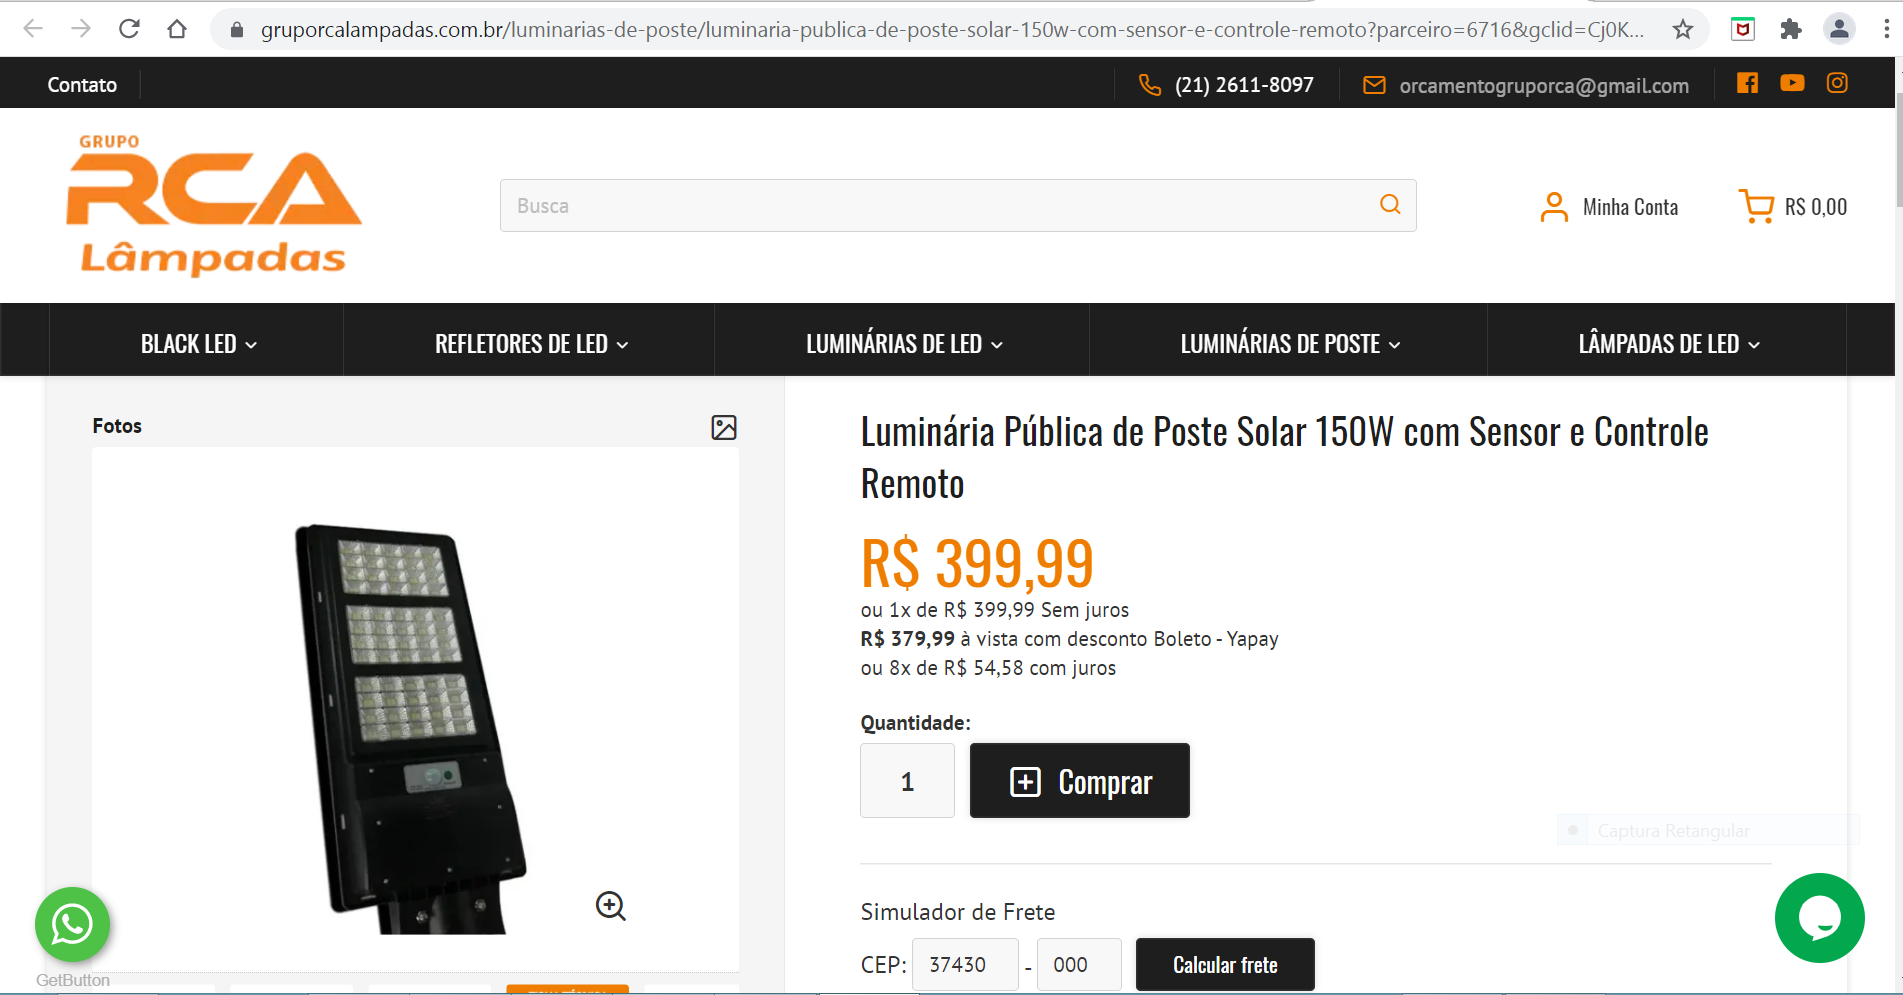 gruporcalampadas.com.br/luminarias-de-poste/luminaria-publica-de-poste-solar-150w-com-sensor-e-controle-remoto?parceiro=6716&gclid=Cj0K...
Contato
(21) 2611-8097
orcamentogruporca@gmail.com
GRUPO
RCA
Lâmpadas
Busca
Minha Conta
R$ 0,00
BLACK LED
REFLETORES DE LED
LUMINÁRIAS DE LED
LUMINÁRIAS DE POSTE
LÂMPADAS DE LED
Fotos
Luminária Pública de Poste Solar 150W com Sensor e Controle
Remoto
R$ 399,99
ou 1x de R$ 399,99 Sem juros
R$ 379,99 à vista com desconto Boleto - Yapay
ou 8x de R$ 54,58 com juros
Quantidade:
1
Comprar
Captura Retangular
Simulador de Frete
CEP: 37430 - 000
Calcular frete
GetButton